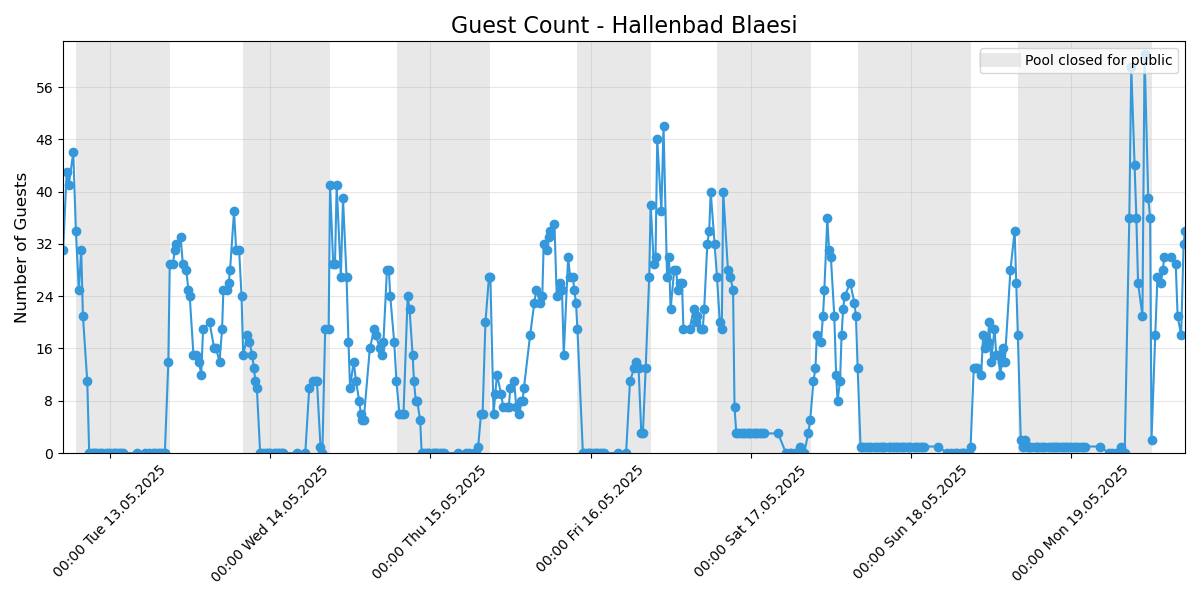 Guest Count - Hallenbad Blaesi
Pool closed for public
Number of Guests
56
48
40
32
24
16
8
0
00:00 Tue 13.05.2025
00:00 Wed 14.05.2025
00:00 Thu 15.05.2025
00:00 Fri 16.05.2025
00:00 Sat 17.05.2025
00:00 Sun 18.05.2025
00:00 Mon 19.05.2025